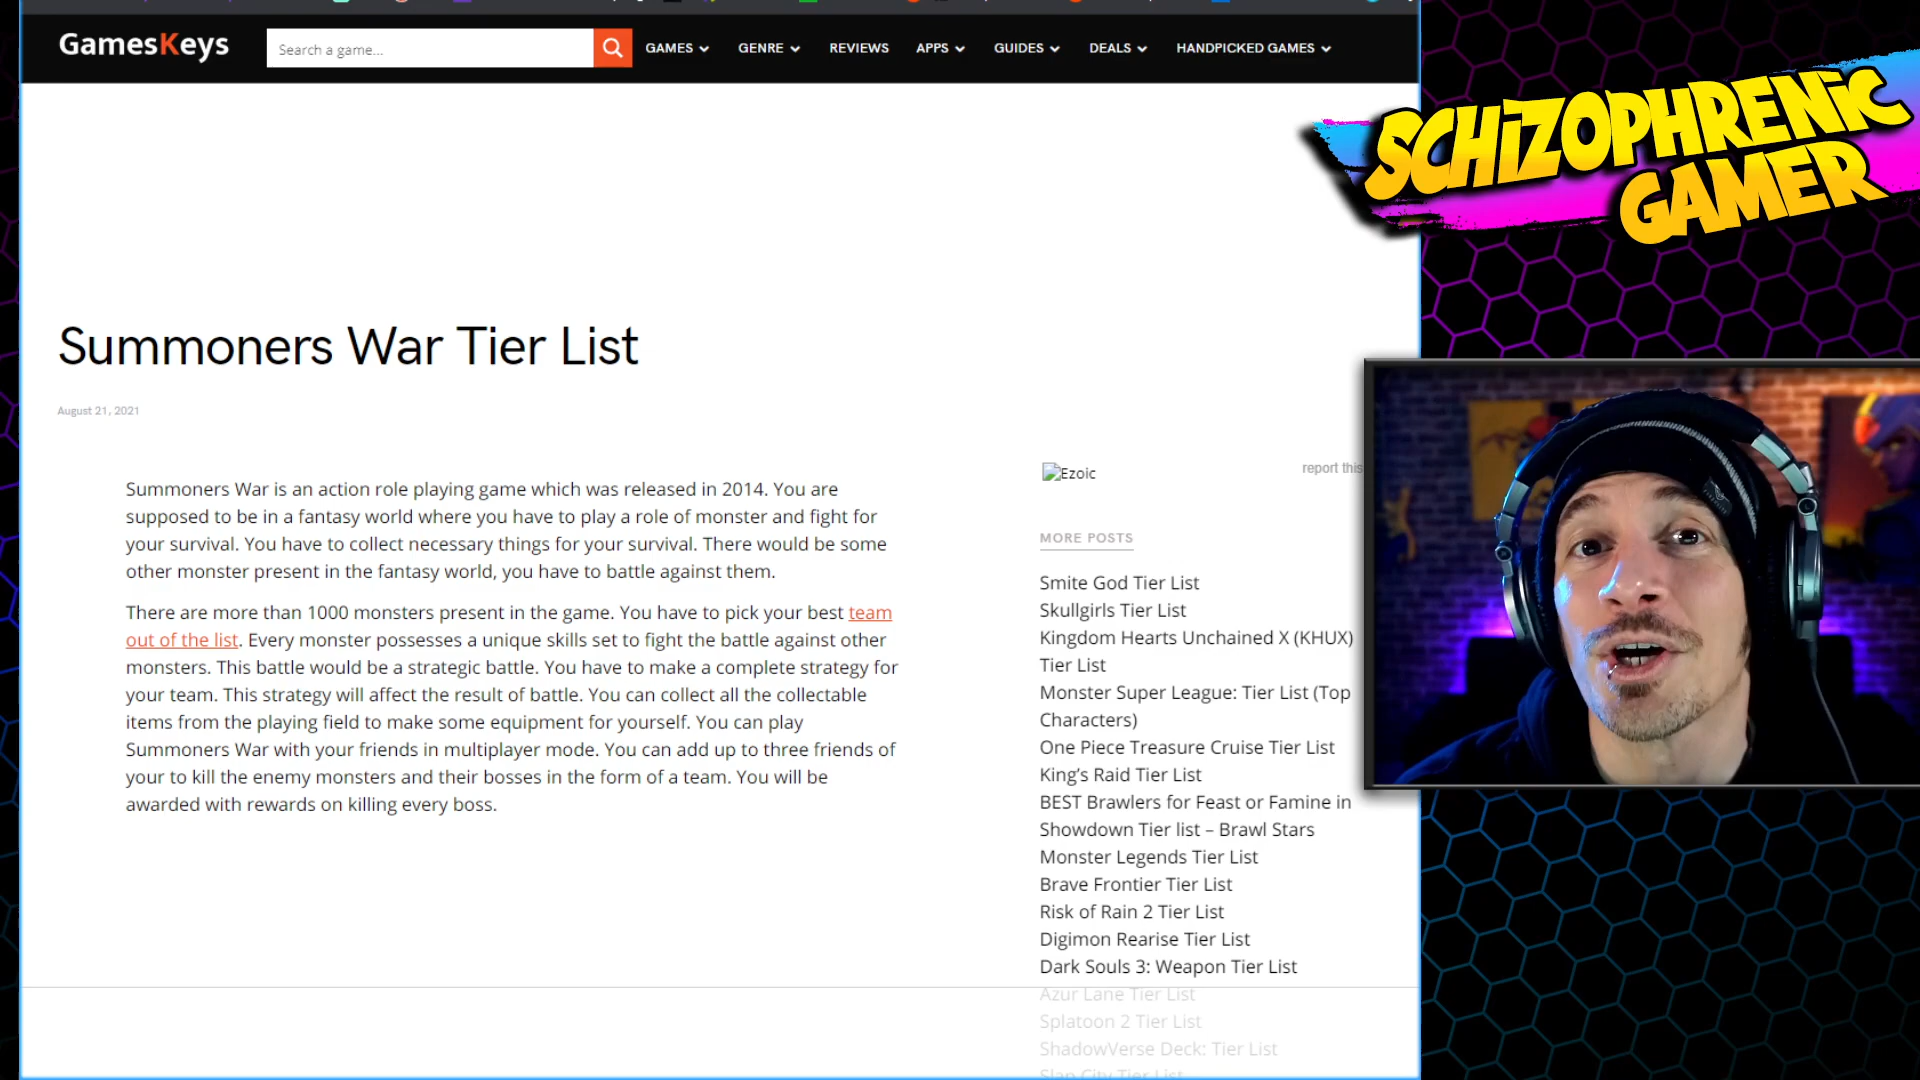 GamesKeys
Search a game...
GAMES
GENRE
REVIEWS
APPS
GUIDES
DEALS
HANDPICKED GAMES
SCHIZOPHRENIC
GAMER
Summoners War Tier List
August 21, 2021
Summoners War is an action role playing game which was released in 2014. You are
supposed to be in a fantasy world where you have to play a role of monster and fight for
your survival. You have to collect necessary things for your survival. There would be some
other monster present in the fantasy world, you have to battle against them.
There are more than 1000 monsters present in the game. You have to pick your best team
out of the list. Every monster possesses a unique skills set to fight the battle against other
monsters. This battle would be a strategic battle. You have to make a complete strategy for
your team. This strategy will affect the result of battle. You can collect all the collectable
items from the playing field to make some equipment for yourself. You can play
Summoners War with your friends in multiplayer mode. You can add up to three friends of
your to kill the enemy monsters and their bosses in the form of a team. You will be
awarded with rewards on killing every boss.
Ezoic
report this
MORE POSTS
Smite God Tier List
Skullgirls Tier List
Kingdom Hearts Unchained X (KHUX)
Tier List
Monster Super League: Tier List (Top
Characters)
One Piece Treasure Cruise Tier List
King's Raid Tier List
BEST Brawlers for Feast or Famine in
Showdown Tier list – Brawl Stars
Monster Legends Tier List
Brave Frontier Tier List
Risk of Rain 2 Tier List
Digimon Rearise Tier List
Dark Souls 3: Weapon Tier List
Azur Lane Tier List
Splatoon 2 Tier List
ShadowVerse Deck: Tier List
Slap City Tier List